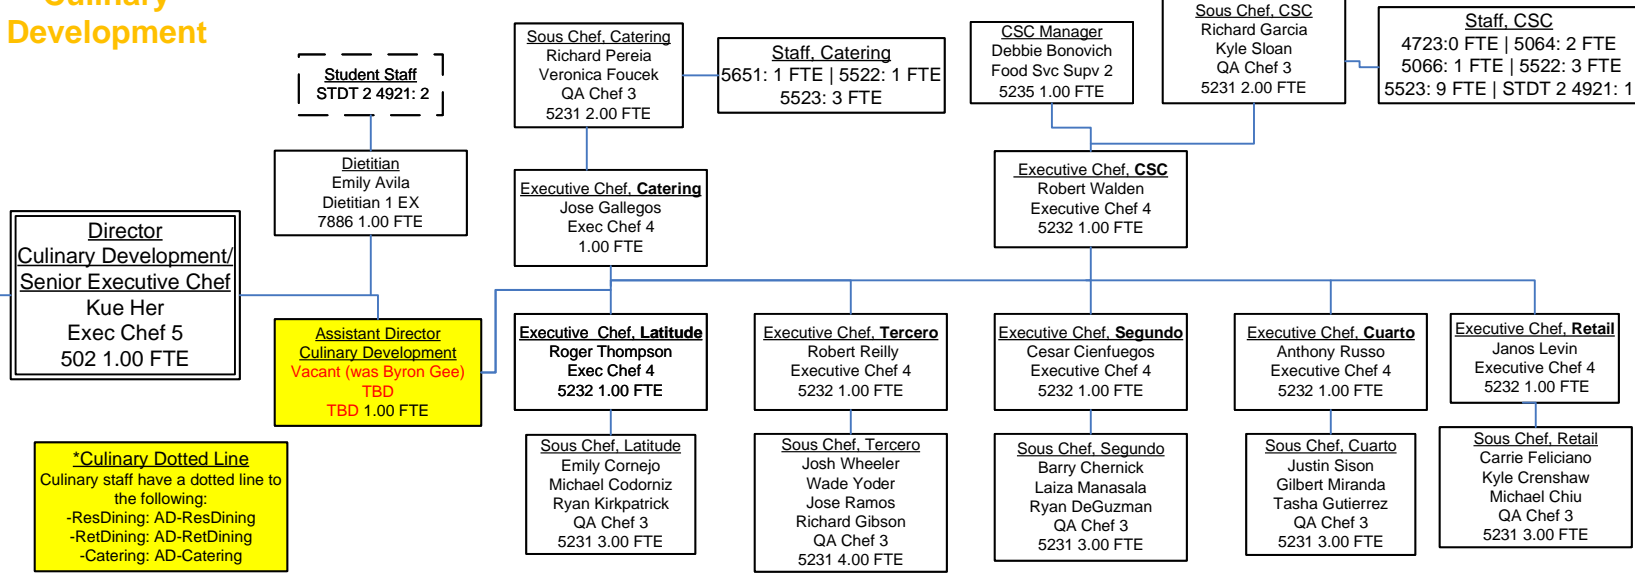 Culinary
Development
Student Staff
STDT 2 4921: 2
Dietitian
Emily Avila
Dietitian 1 EX
7886 1.00 FTE
Director
Culinary Development/
Senior Executive Chef
Kue Her
Exec Chef 5
502 1.00 FTE
Assistant Director
Culinary Development
Vacant (was Byron Gee)
TBD
TBD 1.00 FTE
*Culinary Dotted Line
Culinary staff have a dotted line to
the following:
-ResDining: AD-ResDining
-RetDining: AD-RetDining
-Catering: AD-Catering
Sous Chef, Catering
Richard Pereia
Veronica Foucek
QA Chef 3
5231 2.00 FTE
Staff, Catering
5651: 1 FTE | 5522: 1 FTE
5523: 3 FTE
Executive Chef, Catering
Jose Gallegos
Exec Chef 4
1.00 FTE
CSC Manager
Debbie Bonovich
Food Svc Supv 2
5235 1.00 FTE
Sous Chef, CSC
Richard Garcia
Kyle Sloan
QA Chef 3
5231 2.00 FTE
Staff, CSC
4723:0 FTE | 5064: 2 FTE
5066: 1 FTE | 5522: 3 FTE
5523: 9 FTE | STDT 2 4921: 1
Executive Chef, CSC
Robert Walden
Executive Chef 4
5232 1.00 FTE
Executive Chef, Latitude
Roger Thompson
Exec Chef 4
5232 1.00 FTE
Executive Chef, Tercero
Robert Reilly
Executive Chef 4
5232 1.00 FTE
Executive Chef, Segundo
Cesar Cienfuegos
Executive Chef 4
5232 1.00 FTE
Executive Chef, Cuarto
Anthony Russo
Executive Chef 4
5232 1.00 FTE
Executive Chef, Retail
Janos Levin
Executive Chef 4
5232 1.00 FTE
Sous Chef, Latitude
Emily Cornejo
Michael Codorniz
Ryan Kirkpatrick
QA Chef 3
5231 3.00 FTE
Sous Chef, Tercero
Josh Wheeler
Wade Yoder
Jose Ramos
Richard Gibson
QA Chef 3
5231 4.00 FTE
Sous Chef, Segundo
Barry Chernick
Laiza Manasala
Ryan DeGuzman
QA Chef 3
5231 3.00 FTE
Sous Chef, Cuarto
Justin Sison
Gilbert Miranda
Tasha Gutierrez
QA Chef 3
5231 3.00 FTE
Sous Chef, Retail
Carrie Feliciano
Kyle Crenshaw
Michael Chiu
QA Chef 3
5231 3.00 FTE